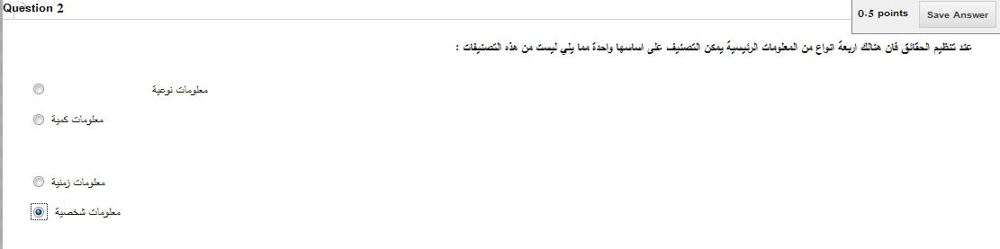 Question 2
0.5 points
Save Answer
عند تنظيم الحقائق فان هنالك اربعة انواع من المعلومات الرئيسية يمكن التصنيف على اساسها واحدة مما يلي ليست من هذه التصنيفات :
معلومات نوعية
معلومات كمية
معلومات زمنية
معلومات شخصية